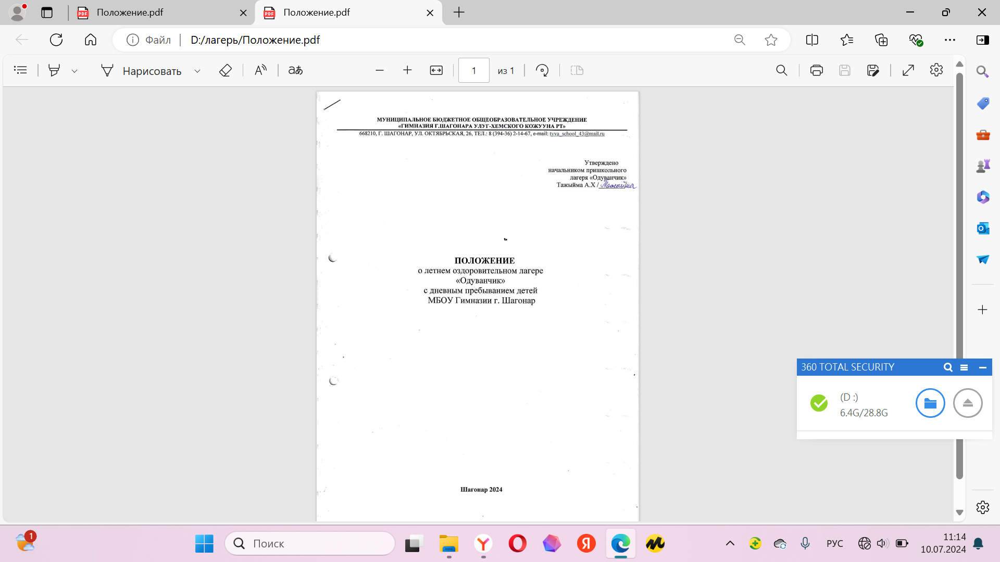 Положение.pdf
Положение.pdf
Файл
D:/лагерь/Положение.pdf
Нарисовать
aあ
1
из 1
МУНИЦИПАЛЬНОЕ БЮДЖЕТНОЕ ОБЩЕОБРАЗОВАТЕЛЬНОЕ УЧРЕЖДЕНИЕ
«ГИМНАЗИЯ Г.ШАГОНАРА УЛУГ-ХЕМСКОГО КОЖУУНА РТ»
668210, Г. ШАГОНАР, УЛ. ОКТЯБРЬСКАЯ, 26, ТЕЛ.: 8 (394-36) 2-14-67, e-mail: tyva_school_43@mail.ru
Утверждено
начальником пришкольного
лагеря «Одуванчик»
Тажыйма А.Х /
ПОЛОЖЕНИЕ
о летнем оздоровительном лагере
«Одуванчик»
с дневным пребыванием детей
МБОУ Гимназии г. Шагонар
Шагонар 2024
360 TOTAL SECURITY
(D :)
6.4G/28.8G
1
Поиск
РУС
11:14
10.07.2024